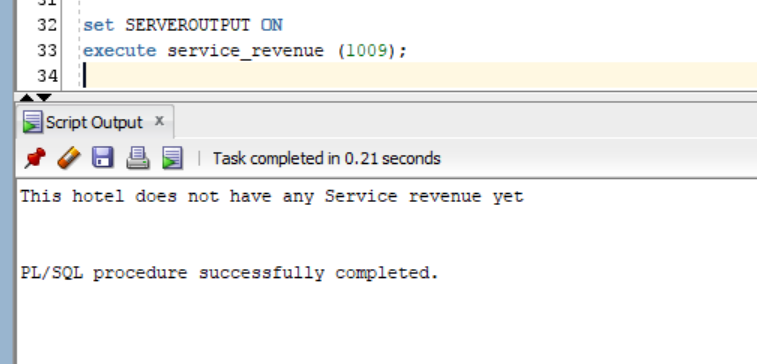 31
32 set SERVEROUTPUT ON
33 execute service_revenue (1009);
34
Script Output x
Task completed in 0.21 seconds
This hotel does not have any Service revenue yet
PL/SQL procedure successfully completed.